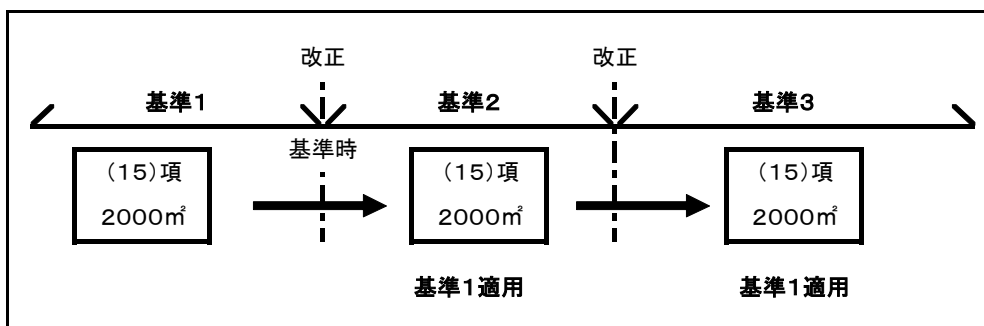 改正 改正
基準1 基準2 基準3
基準時
(15)項 (15)項 (15)項
2000㎡ 2000㎡ 2000㎡
基準1適用 基準1適用